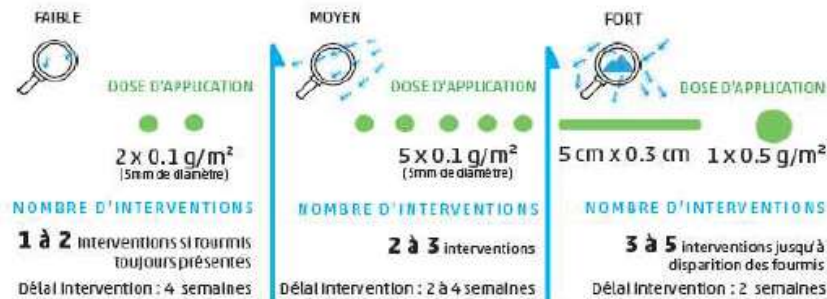 FAIBLE
DOSE D'APPLICATION
2 x 0.1 g/m²
(5mm de diamètre)
NOMBRE D'INTERVENTIONS
1 à 2 interventions si fourmis
toujours présentes
Délai intervention : 4 semaines
MOYEN
DOSE D'APPLICATION
5 x 0.1 g/m²
(5mm de diamètre)
NOMBRE D'INTERVENTIONS
2 à 3 interventions
Délai intervention : 2 à 4 semaines
FORT
DOSE D'APPLICATION
5 cm x 0.3 cm 1 x 0.5 g/m²
NOMBRE D'INTERVENTIONS
3 à 5 interventions jusqu'à
disparition des fourmis
Délai intervention : 2 semaines